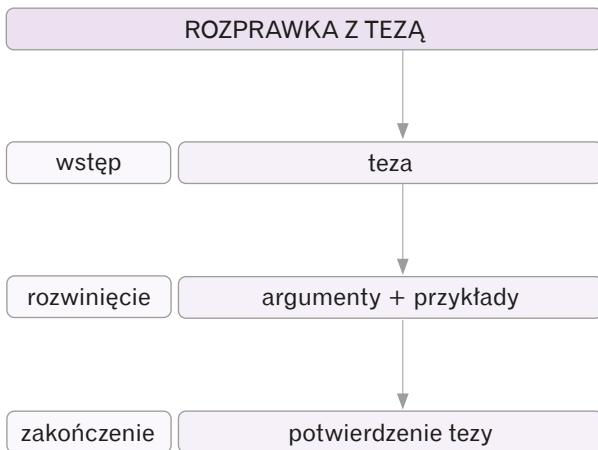 ROZPRAWKA Z TEZĄ
wstęp teza
rozwinięcie argumenty + przykłady
zakończenie potwierdzenie tezy